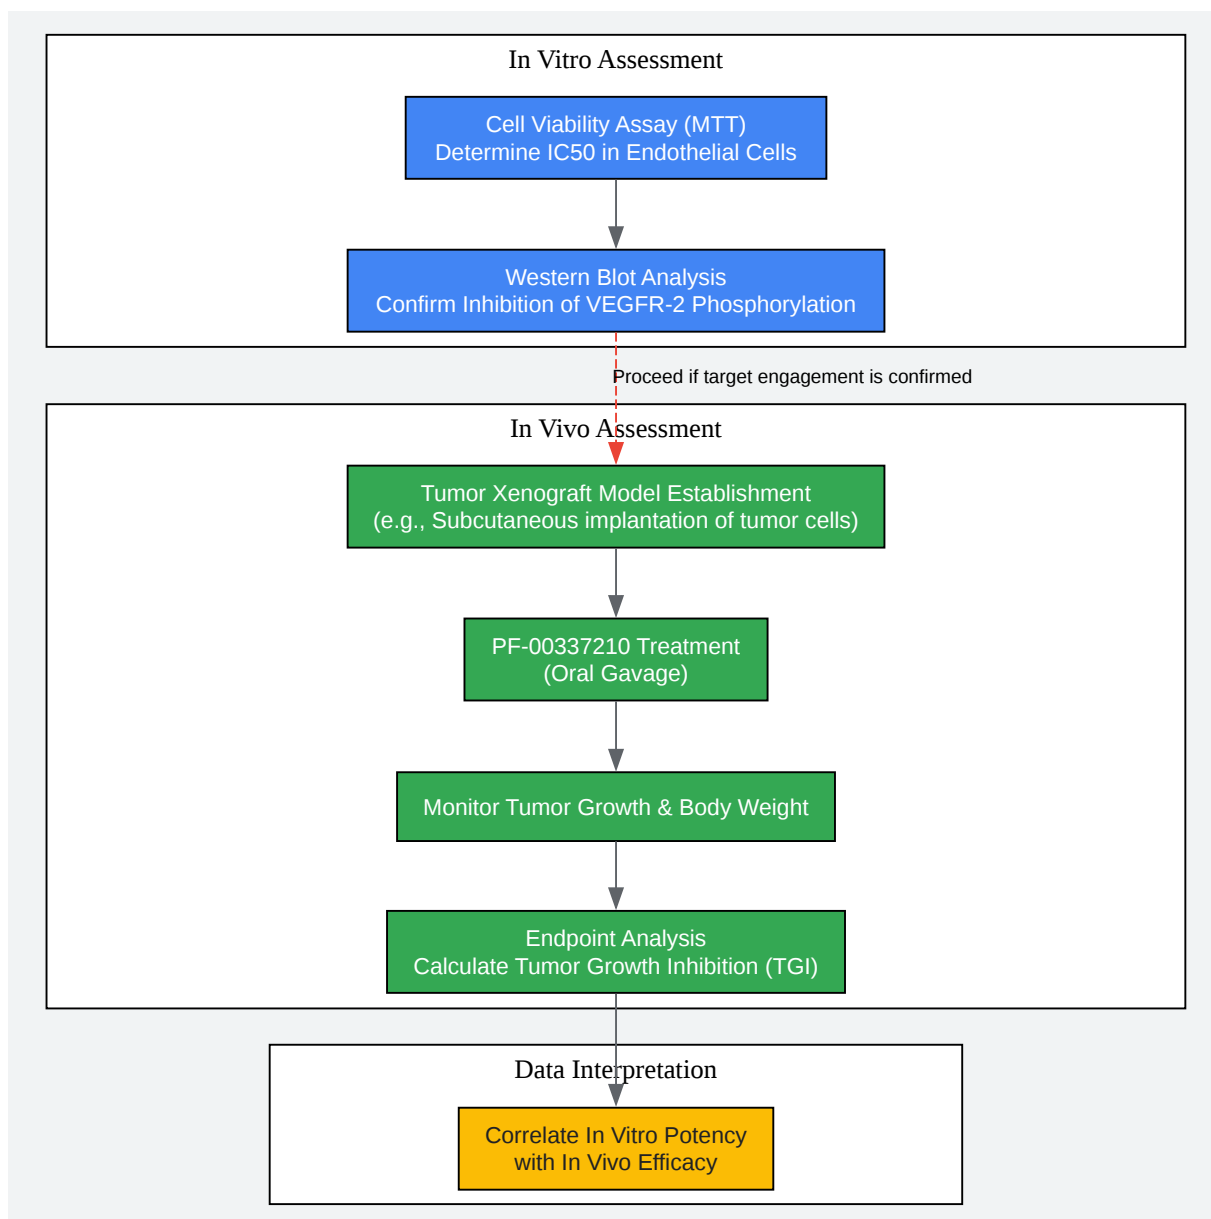 In Vitro Assessment
Cell Viability Assay (MTT)
Determine IC50 in Endothelial Cells
Western Blot Analysis
Confirm Inhibition of VEGFR-2 Phosphorylation
Proceed if target engagement is confirmed
In Vivo Assessment
Tumor Xenograft Model Establishment
(e.g., Subcutaneous implantation of tumor cells)
PF-00337210 Treatment
(Oral Gavage)
Monitor Tumor Growth & Body Weight
Endpoint Analysis
Calculate Tumor Growth Inhibition (TGI)
Data Interpretation
Correlate In Vitro Potency
with In Vivo Efficacy